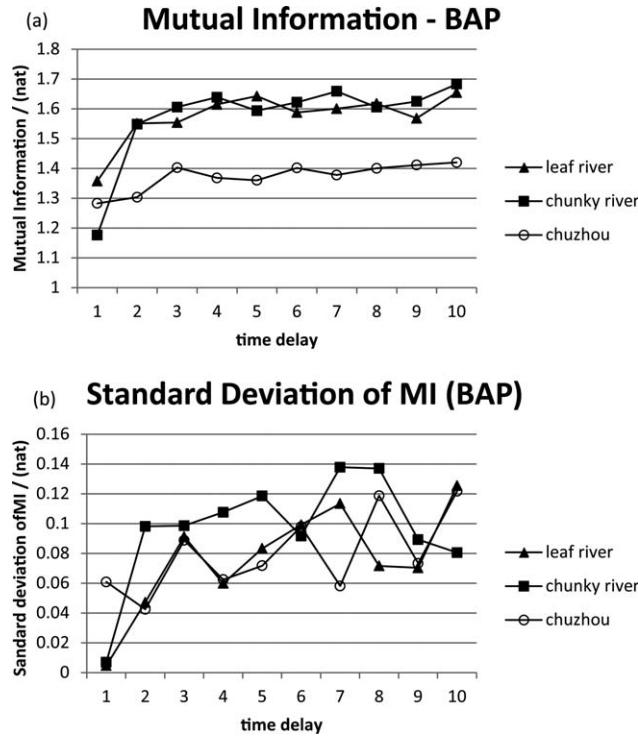 (a)
Mutual Information - BAP
Mutual Information / (nat)
1.8
1.7
1.6
1.5
1.4
1.3
1.2
1.1
1
1 2 3 4 5 6 7 8 9 10
time delay
leaf river
chunky river
chuzhou
(b)
Standard Deviation of MI (BAP)
Sandard deviation ofMI / (nat)
0.16
0.14
0.12
0.1
0.08
0.06
0.04
0.02
0
1 2 3 4 5 6 7 8 9 10
time delay
leaf river
chunky river
chuzhou